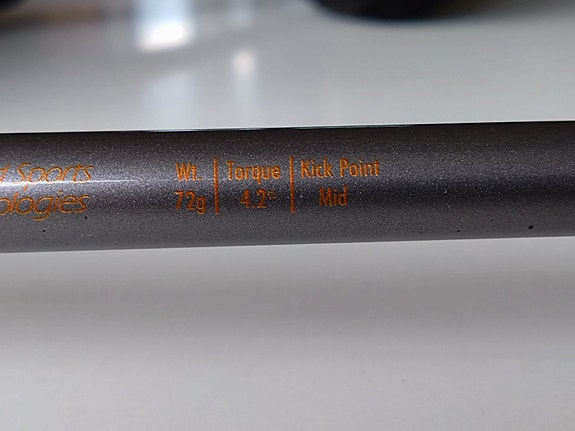 Sports
Wt. | Torque | Kick Point
72g | 4.2° | Mid